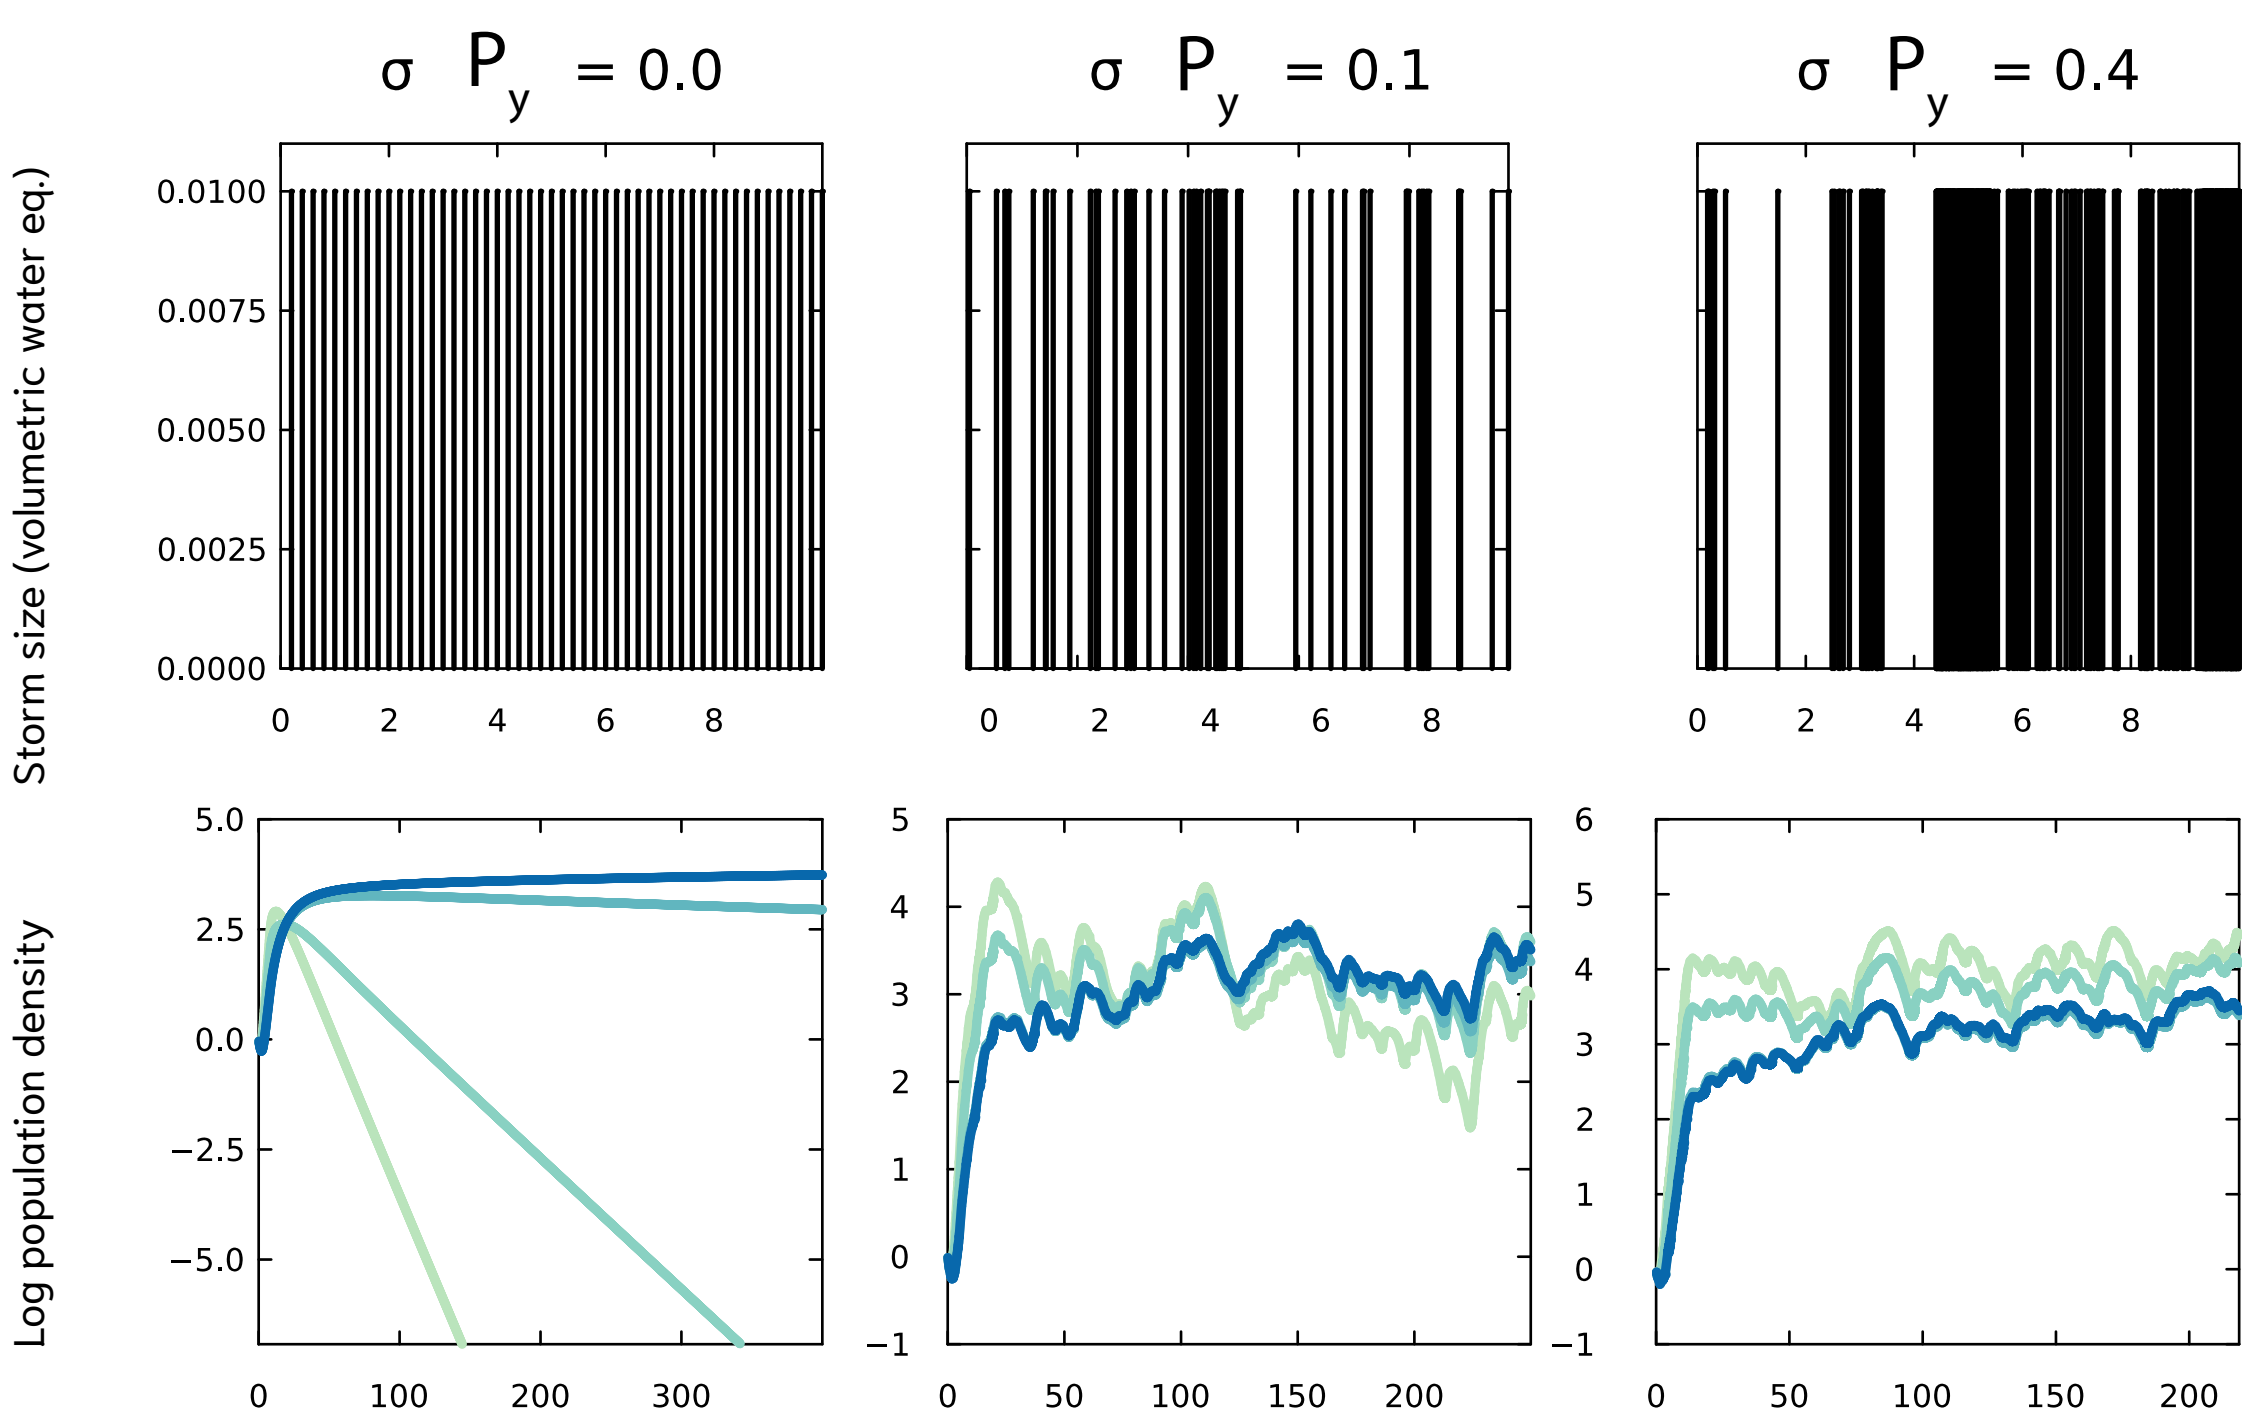 σ P_y = 0.0
σ P_y = 0.1
σ P_y = 0.4
Storm size (volumetric water eq.)
0.0100
0.0075
0.0050
0.0025
0.0000
0 2 4 6 8
0 2 4 6 8
0 2 4 6 8
Log population density
5.0
2.5
0.0
−2.5
−5.0
0 100 200 300
5
4
3
2
1
0
−1
0 50 100 150 200
6
5
4
3
2
1
0
−1
0 50 100 150 200